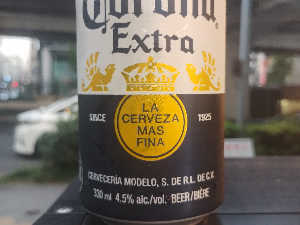 Corona
Extra
LA
CERVEZA
MAS
FINA
SINCE 1925
CERVECERÍA MODELO, S. DE R.L. DE C.V.
330 ml 4.5% alc./vol. BEER/BIÈRE